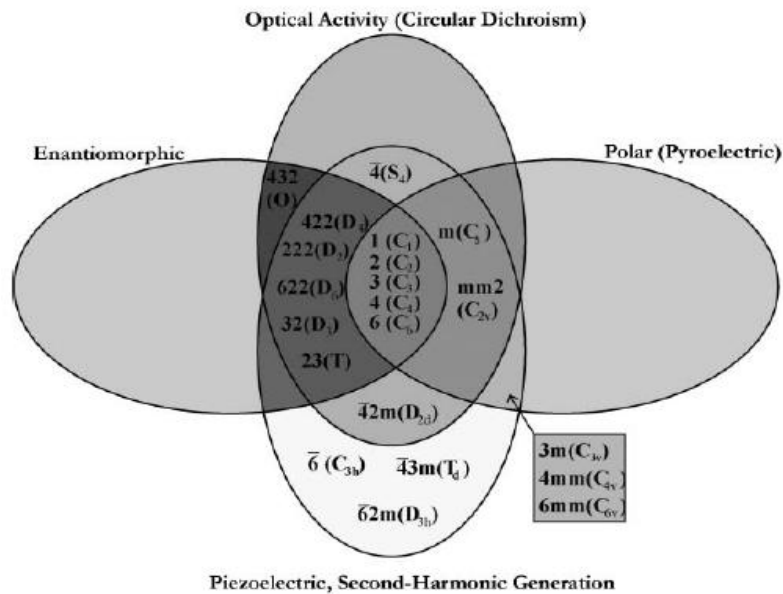 Optical Activity (Circular Dichroism)
Enantiomorphic
Polar (Pyroelectric)
432
(O)
4̅(S₄)
422(D₄)
m(Cₛ)
1 (C₁)
222(D₂)
2 (C₂)
3 (C₃)
622(D₆)
mm2
(C₂ᵥ)
4 (C₄)
6 (C₆)
32(D₃)
23(T)
4̅2m(D₂d)
6̅ (C₃ₕ)
4̅3m(T_d)
6̅2m(D₃ₕ)
3m(C₃ᵥ)
4mm(C₄ᵥ)
6mm(C₆ᵥ)
Piezoelectric, Second-Harmonic Generation